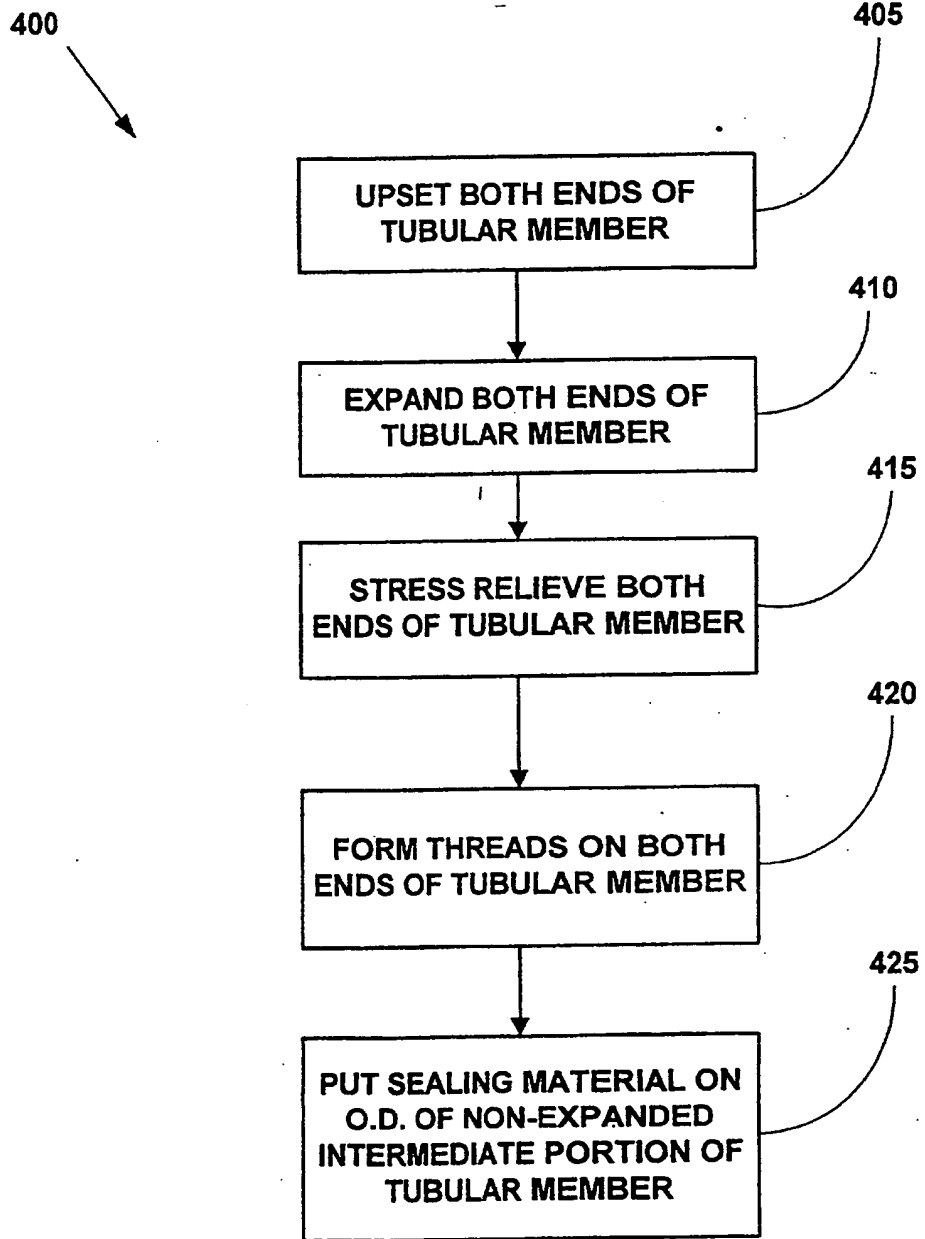 400
405
UPSET BOTH ENDS OF
TUBULAR MEMBER
410
EXPAND BOTH ENDS OF
TUBULAR MEMBER
415
STRESS RELIEVE BOTH
ENDS OF TUBULAR MEMBER
420
FORM THREADS ON BOTH
ENDS OF TUBULAR MEMBER
425
PUT SEALING MATERIAL ON
O.D. OF NON-EXPANDED
INTERMEDIATE PORTION OF
TUBULAR MEMBER